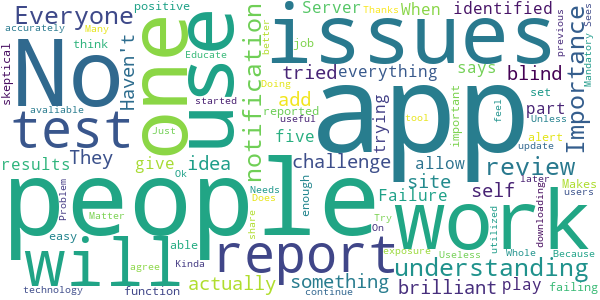 Everyone
accurately
Many
positive
think
skeptical
No
Haven't
one
use
notification
better
Educate
job
Server
Thanks
When
identified
previous
sees
Mandatory
issues
Importance
reported
tried
everything
says
blind
started
Doing
add
trying
useful
set
part
tool
important
feel
test
available
Just
app
Unless
alert
update
They
five
results
give
idea
challenge
allow
review
Problem
Ok
Needs
enough
site
self
later
Makes
users
people
Does
Failure
downloading
Matter
share
Try
utilized
work
Because
easy
able
On
will
report
exposure
Useless
Whole
agree
Kinda
actually
something
understanding
technology
function
continue
brilliant
play
failing